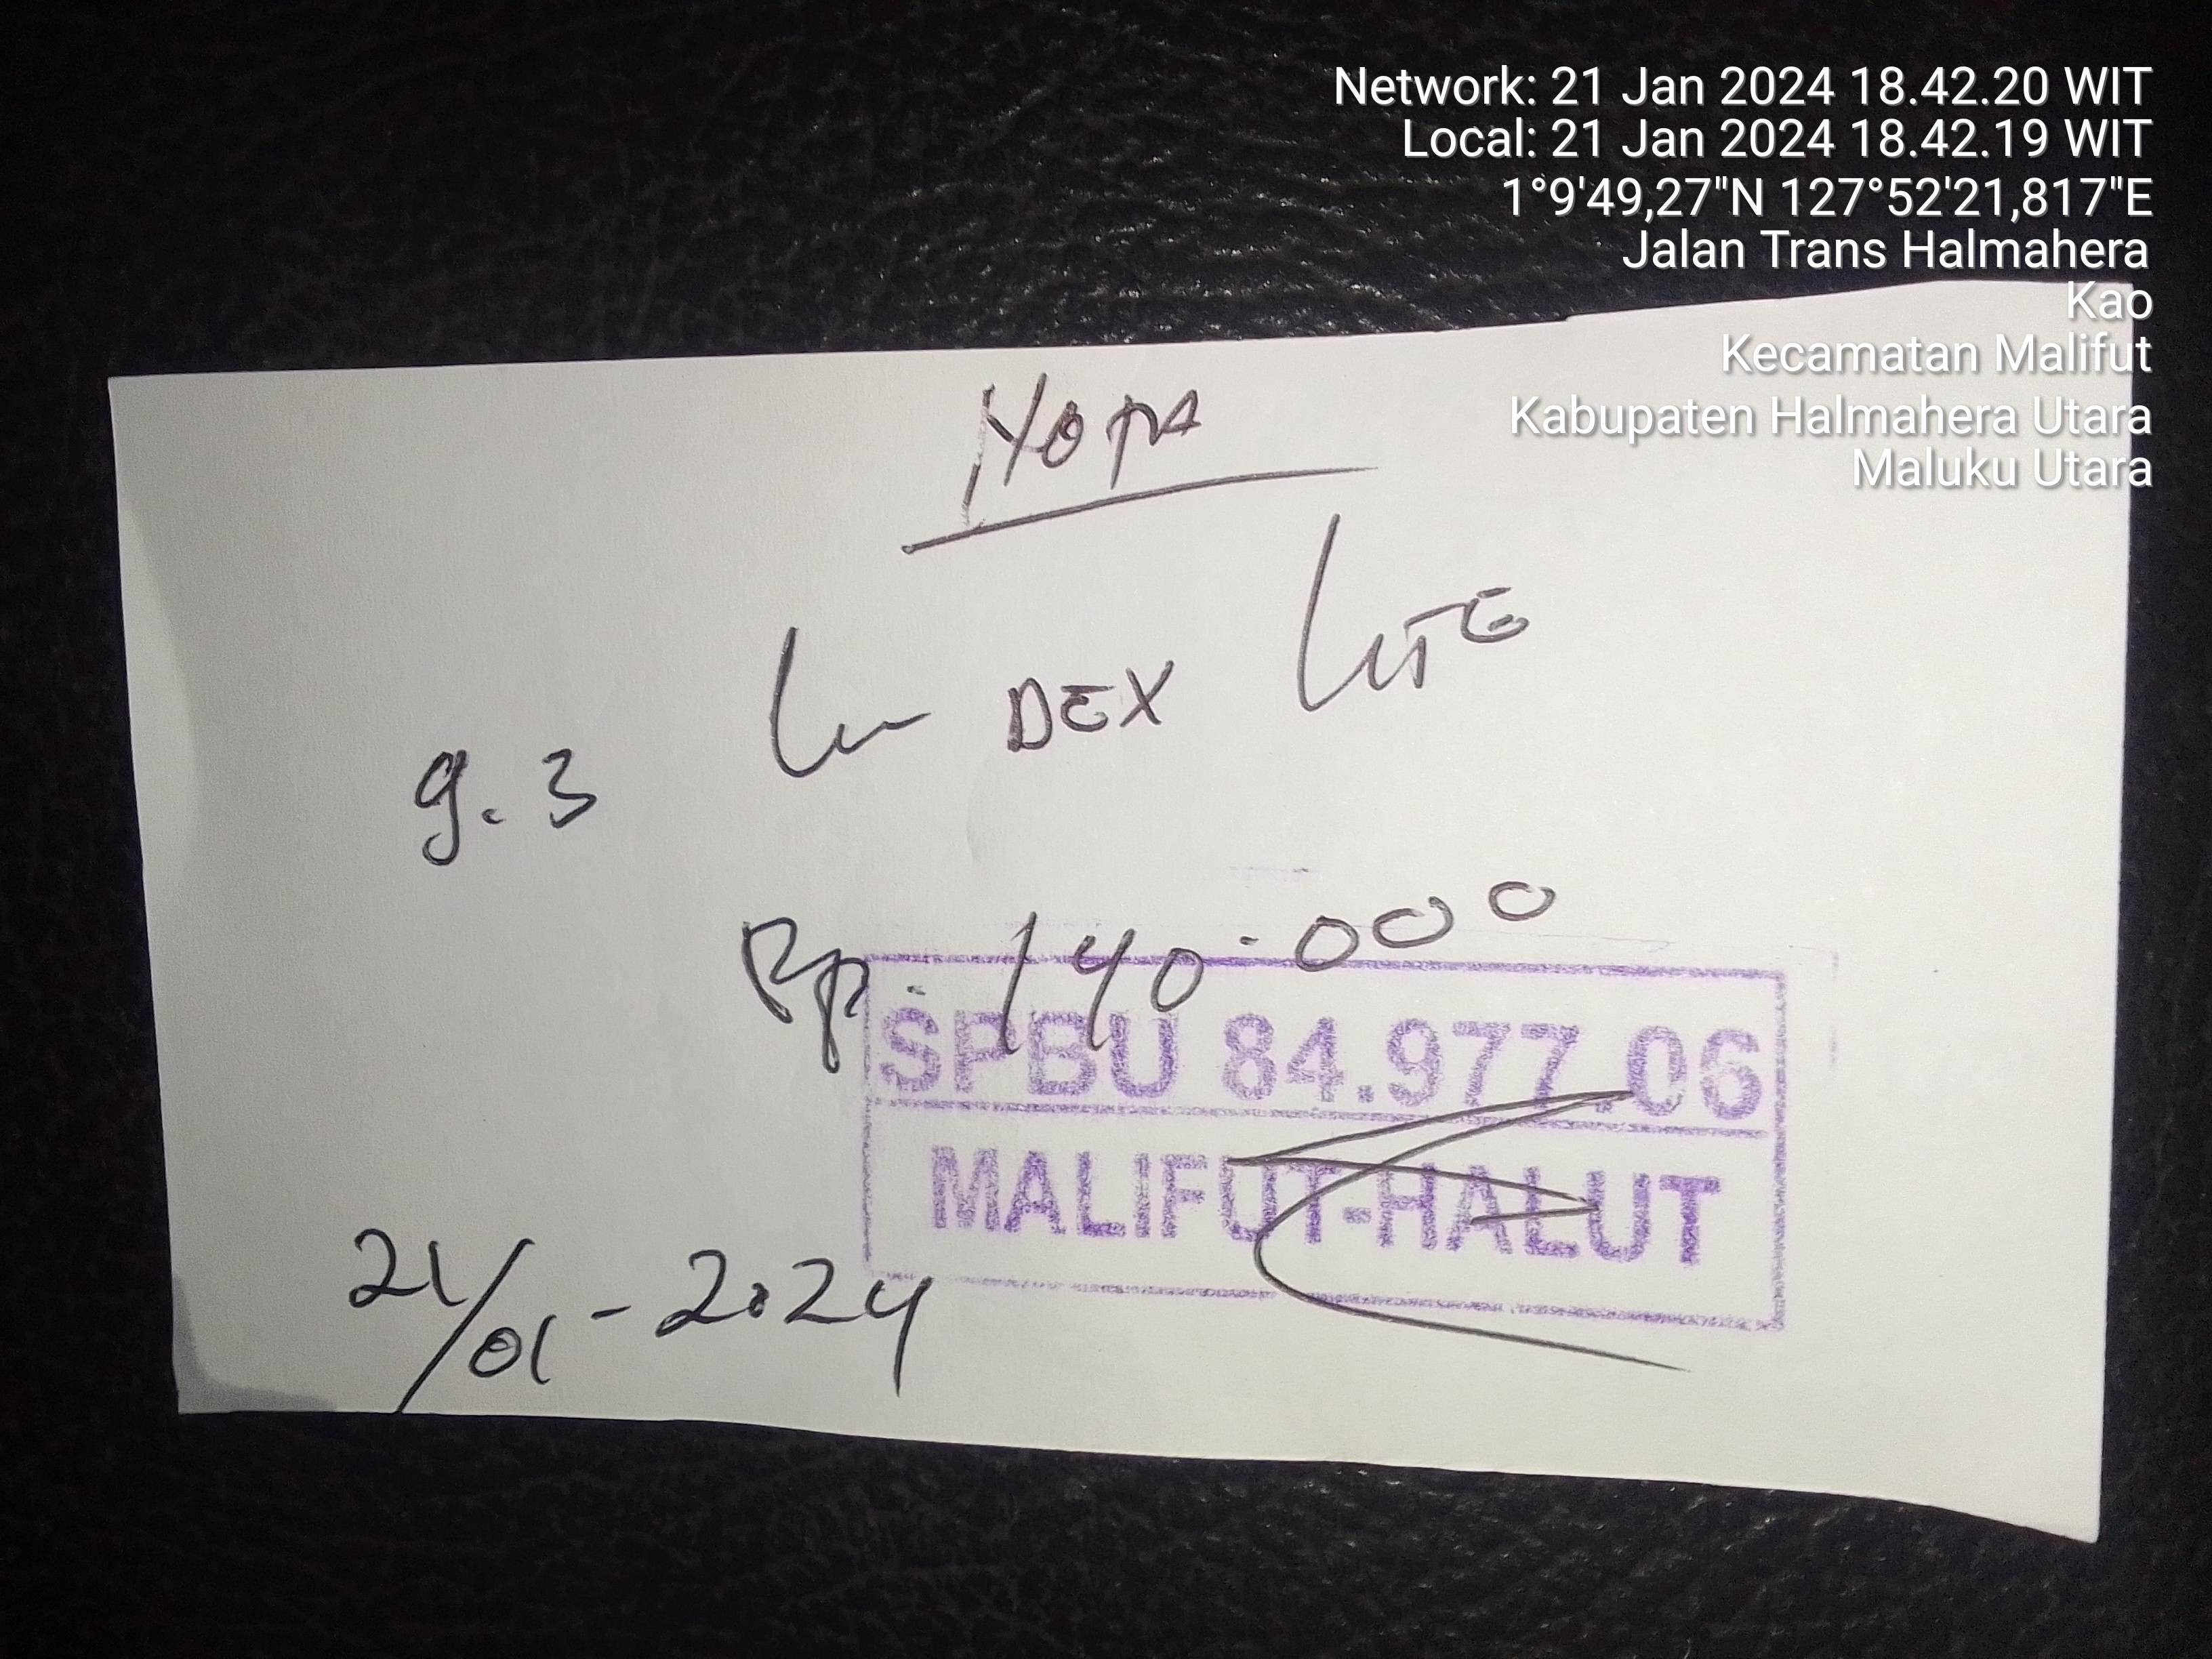 Network: 21 Jan 2024 18.42.20 WIT
Local: 21 Jan 2024 18.42.19 WIT
1°9'49,27"N 127°52'21,817"E
Jalan Trans Halmahera
Kao
Kecamatan Malifut
Kabupaten Halmahera Utara
Maluku Utara
NOTA
9.3 DEX LITE
Rp. 140.000
SPBU 84.977.06
MALIFUT-HALUT
21/01-2024